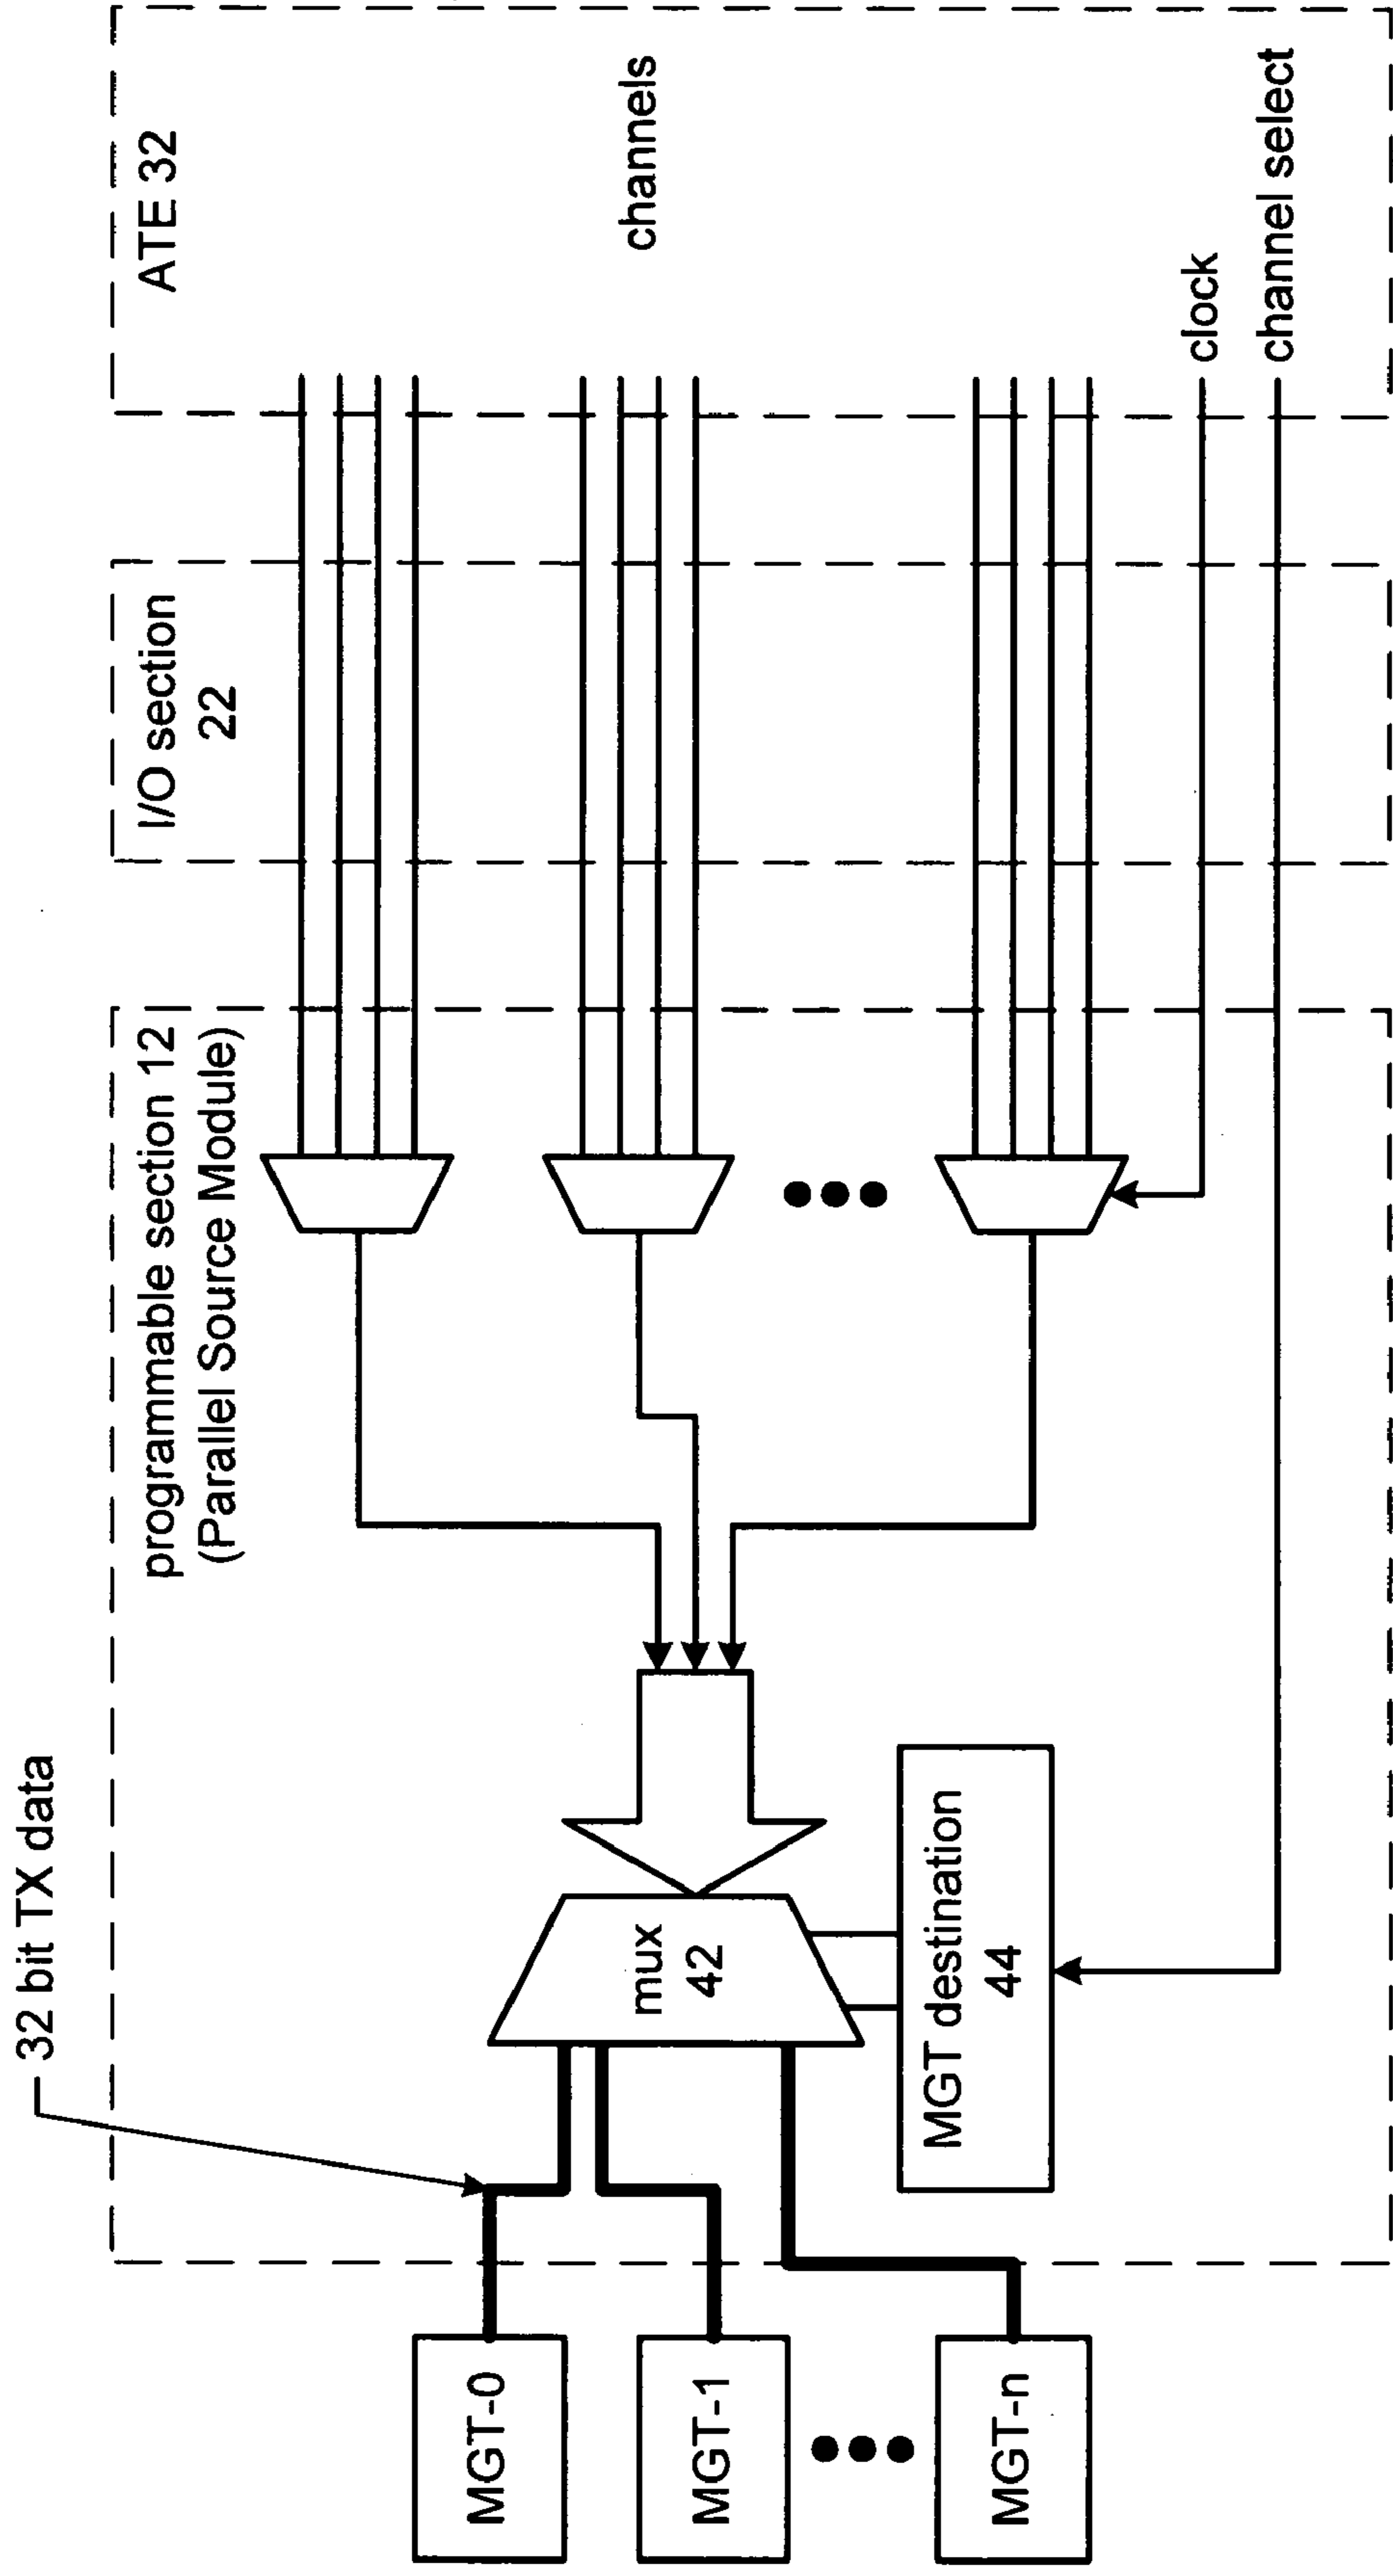 32 bit TX data
programmable section 12
(Parallel Source Module)
I/O section
22
ATE 32
MGT-0
MGT-1
MGT-n
mux
42
MGT destination
44
channels
clock
channel select